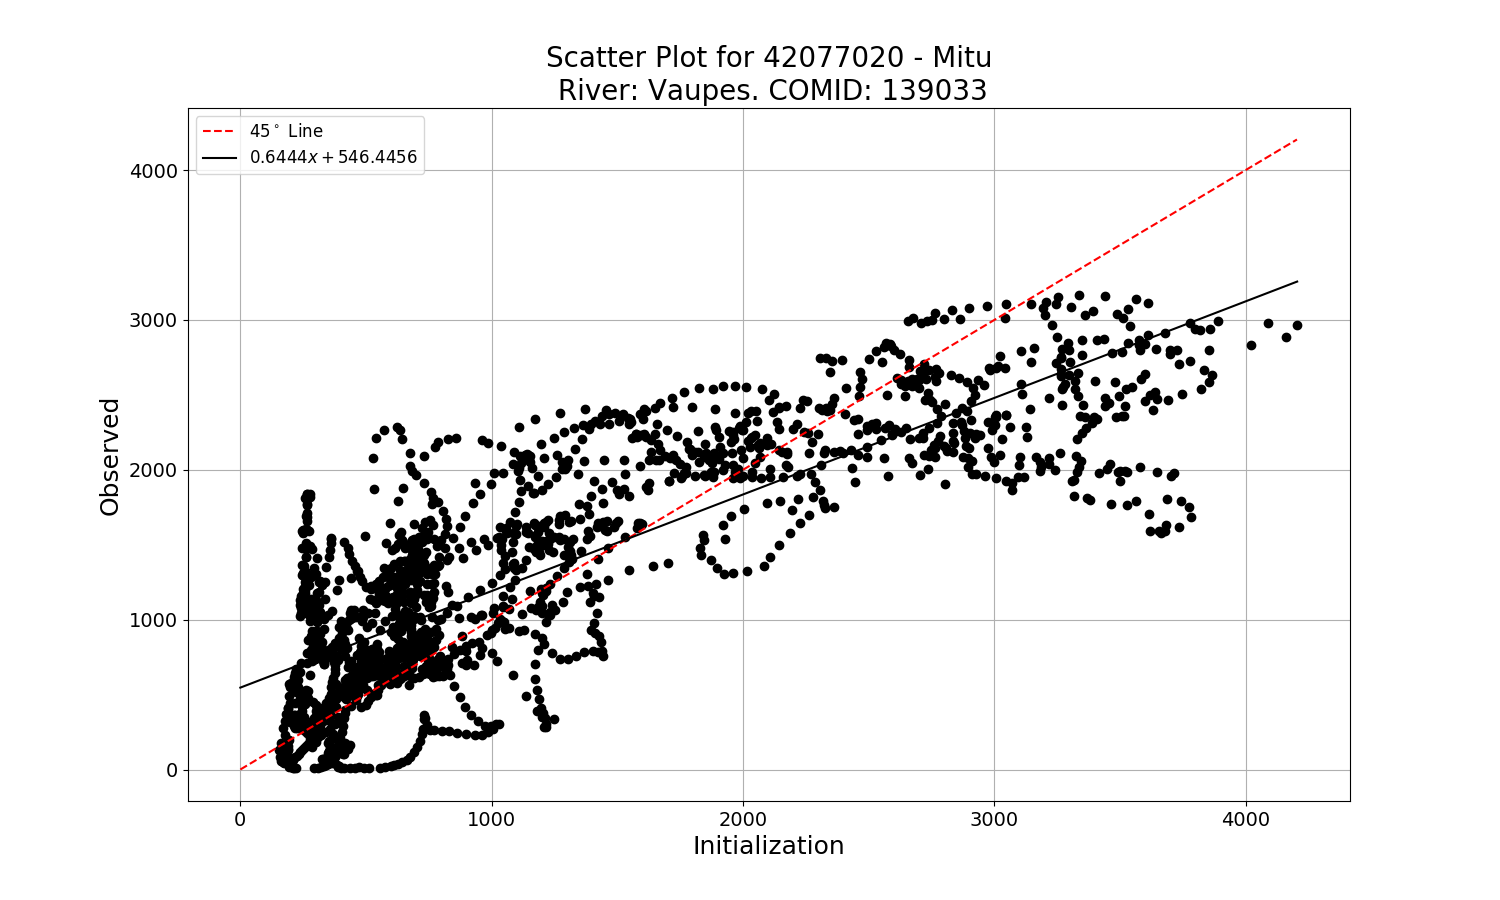 Scatter Plot for 42077020 - Mitu
River: Vaupes. COMID: 139033
45° Line
0.6444x + 546.4456
Observed
4000
3000
2000
1000
0
0 1000 2000 3000 4000
Initialization